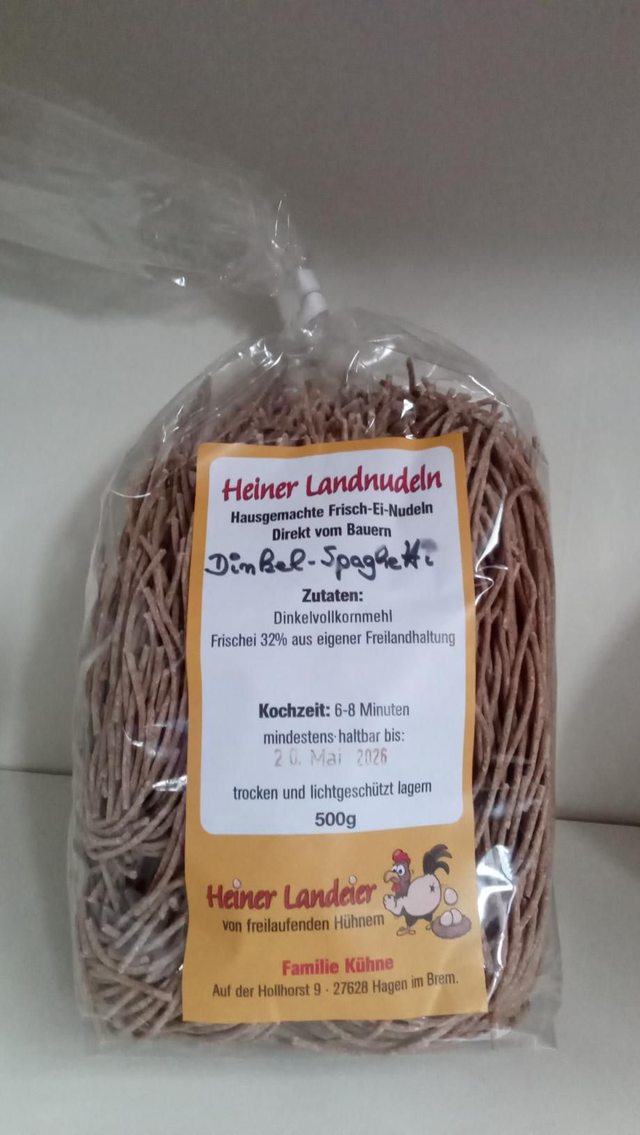 Heiner Landnudeln
Hausgemachte Frisch-Ei-Nudeln
Direkt vom Bauern
Dinkel-Spaghetti
Zutaten:
Dinkelvollkornmehl
Frischei 32% aus eigener Freilandhaltung
Kochzeit: 6-8 Minuten
mindestens haltbar bis:
20. Mai 2026
trocken und lichtgeschützt lagern
500g
Heiner Landeier
von freilaufenden Hühnern
Familie Kühne
Auf der Hollhorst 9 · 27628 Hagen im Brem.